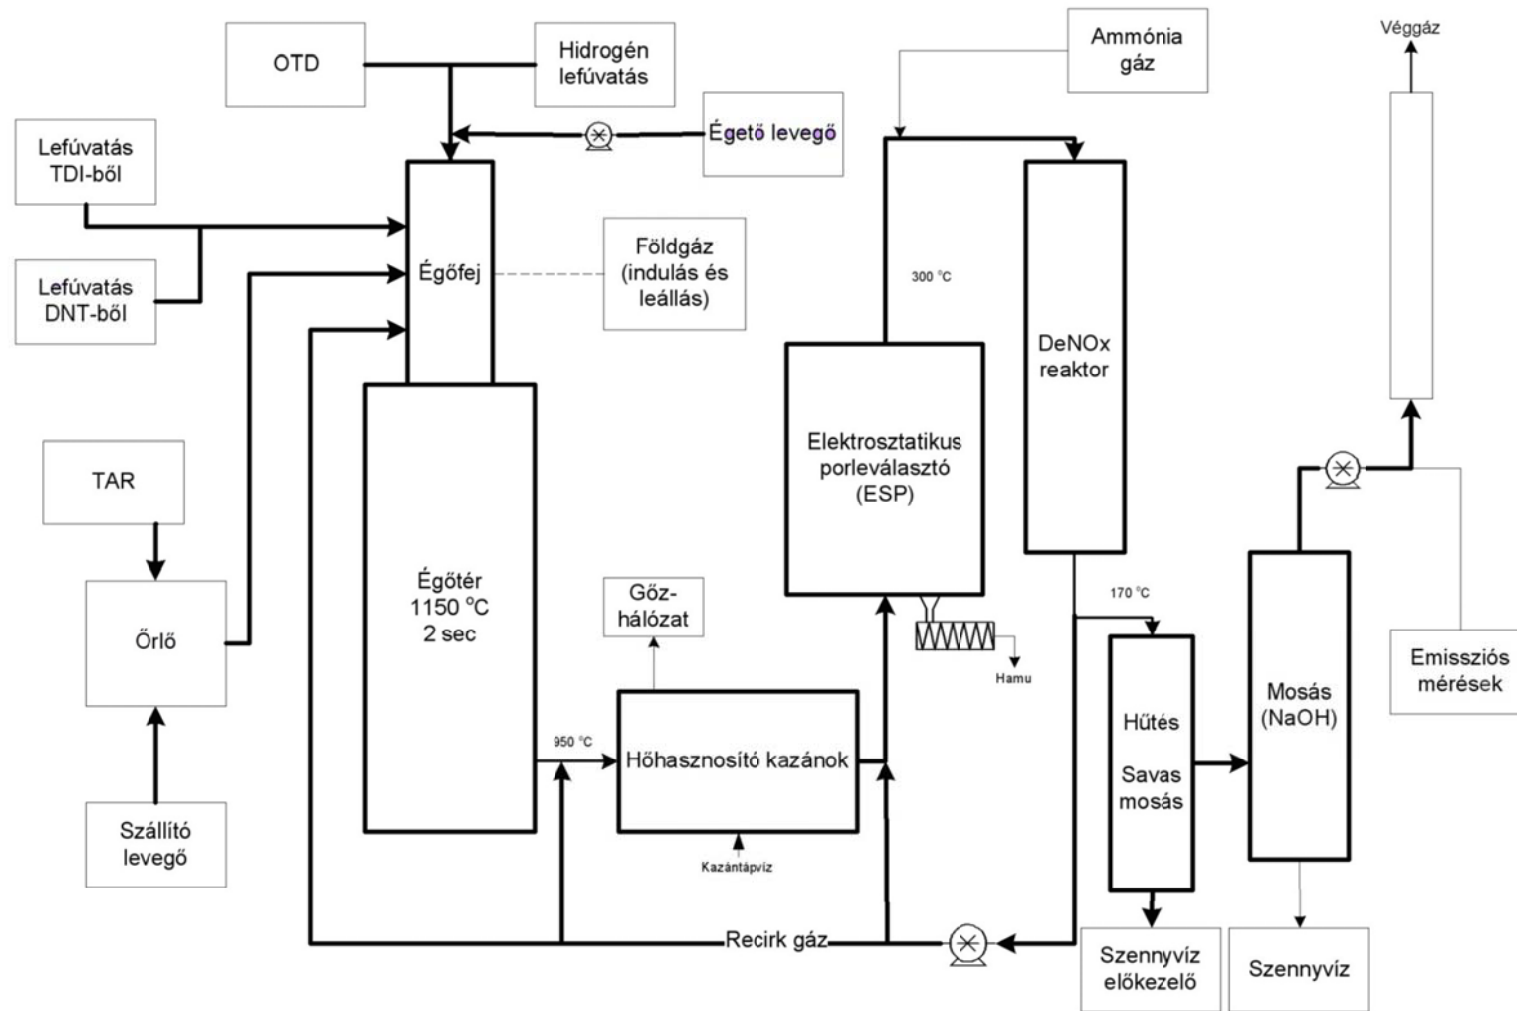 OTD
Hidrogén
lefúvatás
Ammónia
gáz
Véggáz
Égető levegő
Lefúvatás
TDI-ből
Lefúvatás
DNT-ből
Égőfej
Földgáz
(indulás és
leállás)
300 °C
DeNOx
reaktor
Elektrosztatikus
porleválasztó
(ESP)
TAR
Őrlő
Szállító
levegő
Égőtér
1150 °C
2 sec
Gőz-
hálózat
950 °C
Hőhasznosító kazánok
Kazántápvíz
Hamu
170 °C
Hűtés
Savas
mosás
Mosás
(NaOH)
Emissziós
mérések
Recirk gáz
Szennyvíz
előkezelő
Szennyvíz